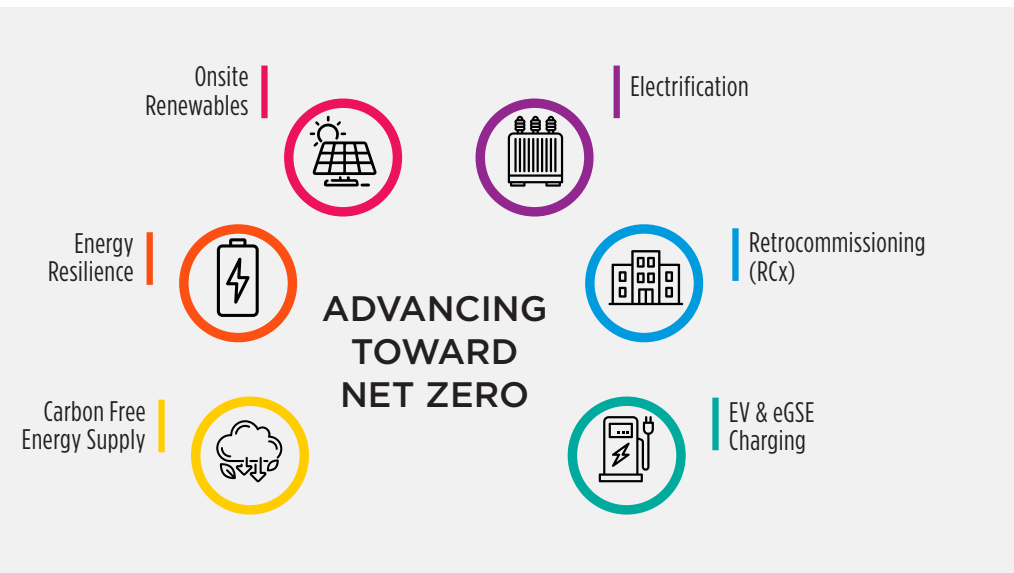 Onsite
Renewables
Electrification
Energy
Resilience
Retrocommissioning
(RCx)
ADVANCING
TOWARD
NET ZERO
Carbon Free
Energy Supply
EV & eGSE
Charging